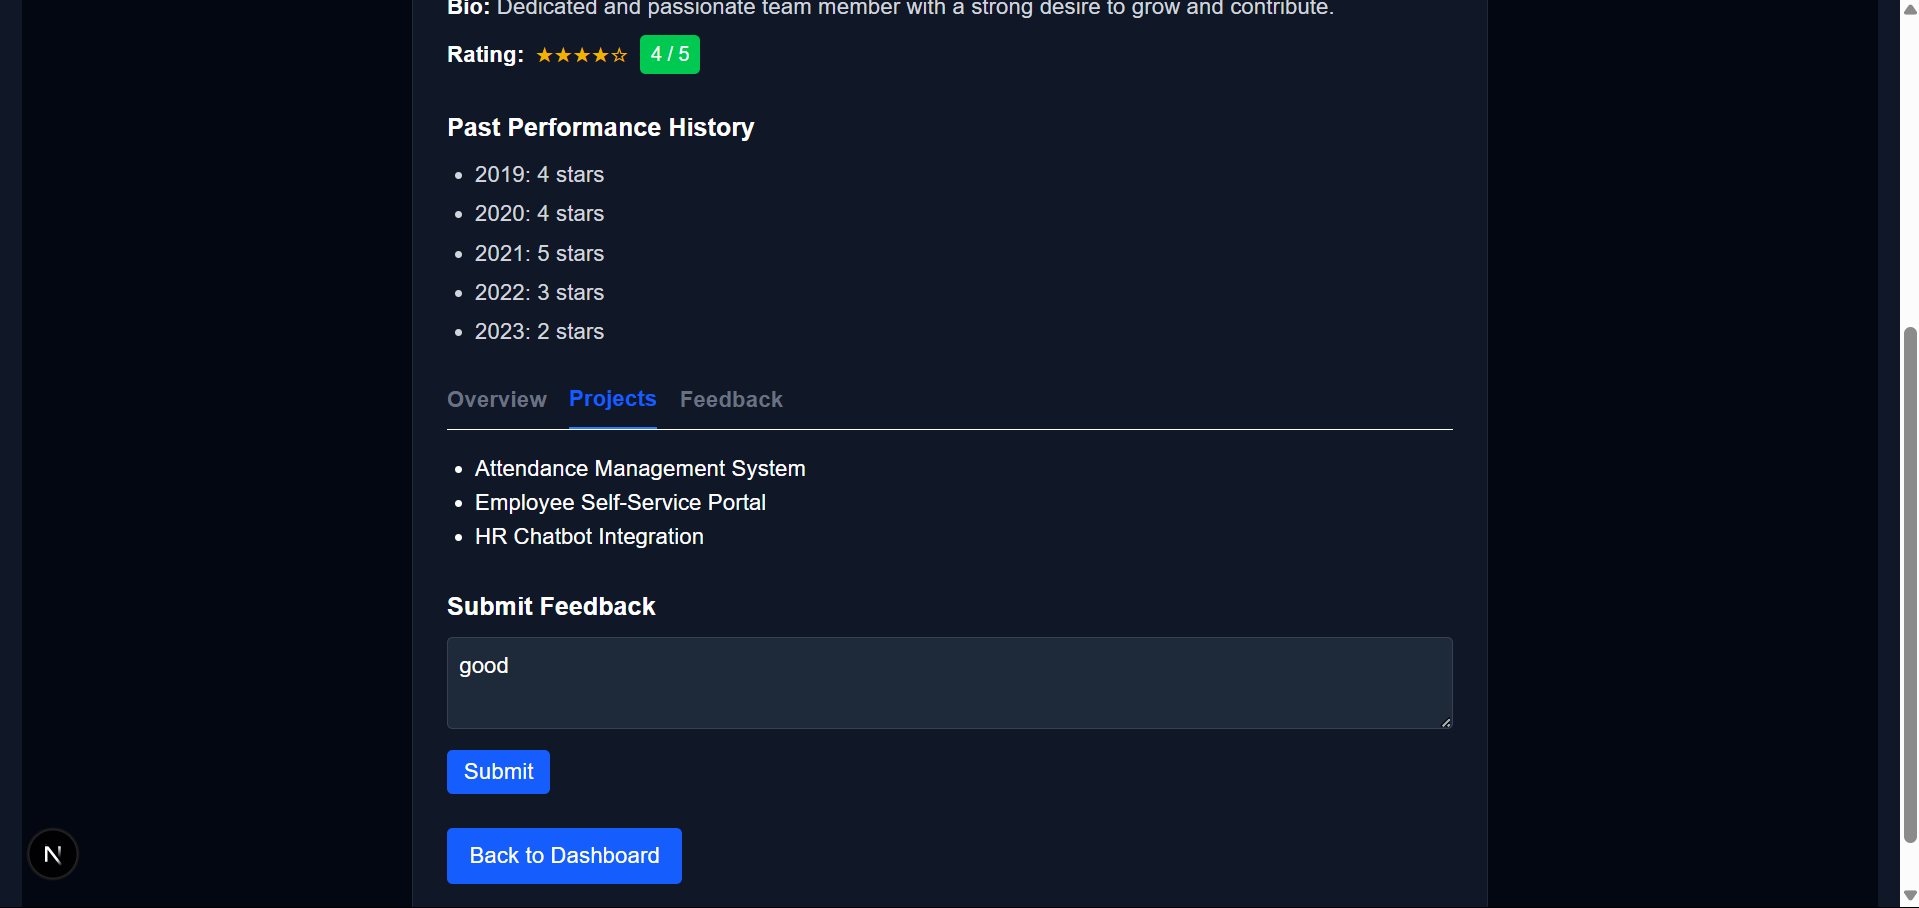 Bio: Dedicated and passionate team member with a strong desire to grow and contribute.
Rating: ★★★★☆ 4 / 5
Past Performance History
• 2019: 4 stars
• 2020: 4 stars
• 2021: 5 stars
• 2022: 3 stars
• 2023: 2 stars
Overview Projects Feedback
• Attendance Management System
• Employee Self-Service Portal
• HR Chatbot Integration
Submit Feedback
good
Submit
Back to Dashboard
N